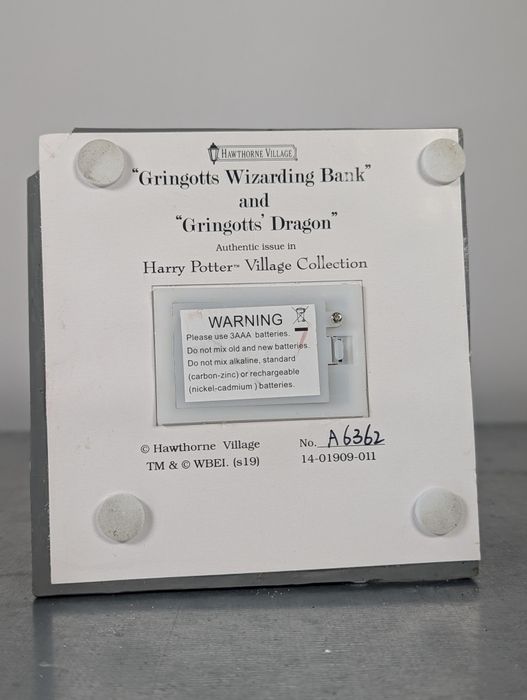 HAWTHORNE VILLAGE
“Gringotts Wizarding Bank”
and
“Gringotts’ Dragon”
Authentic issue in
Harry Potter™ Village Collection
WARNING
Please use 3AAA batteries.
Do not mix old and new batteries.
Do not mix alkaline, standard
(carbon-zinc) or rechargeable
(nickel-cadmium ) batteries.
© Hawthorne Village
TM & © WBEI. (s19)
No. A6362
14-01909-011